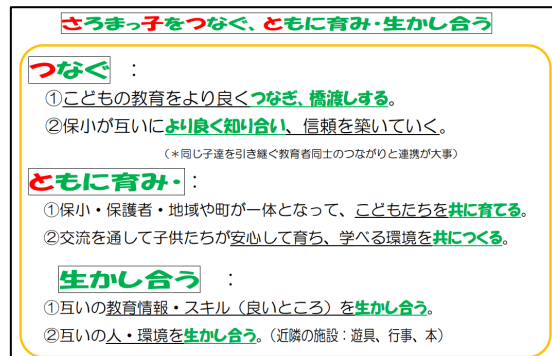 さろまっ子をつなぐ、ともに育み・生かし合う
つなぐ ：
①こどもの教育をより良くつなぎ、橋渡しする。
②保小が互いにより良く知り合い、信頼を築いていく。
（＊同じ子達を引き継ぐ教育者同士のつながりと連携が大事）
ともに育み・：
①保小・保護者・地域や町が一体となって、こどもたちを共に育てる。
②交流を通して子供たちが安心して育ち、学べる環境を共につくる。
生かし合う ：
①互いの教育情報・スキル（良いところ）を生かし合う。
②互いの人・環境を生かし合う。（近隣の施設：遊具、行事、本）